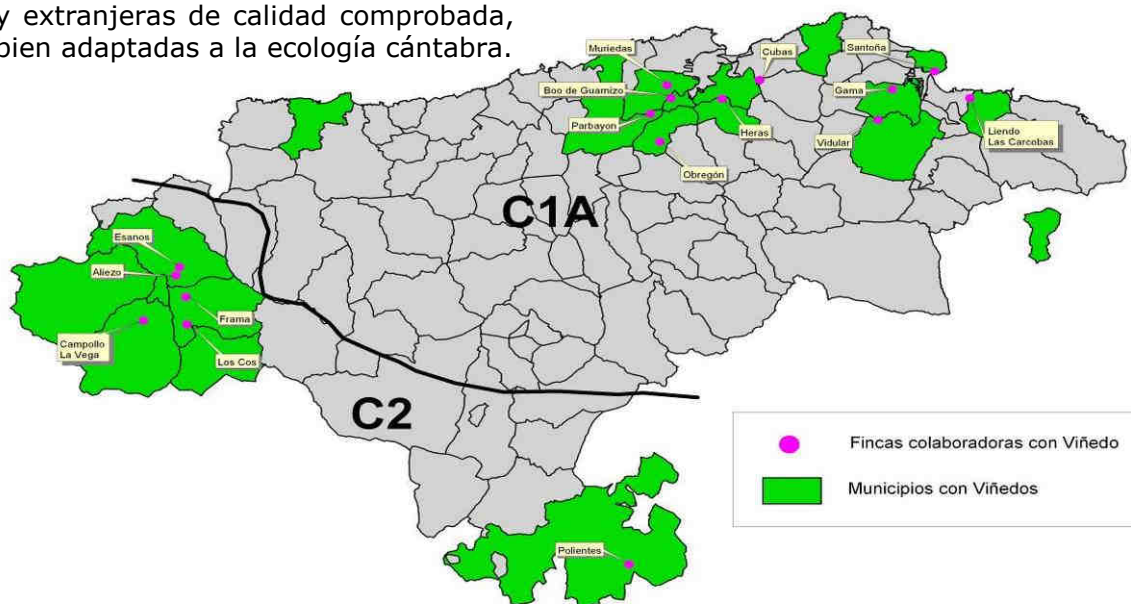 y extranjeras de calidad comprobada,
bien adaptadas a la ecología cántabra.
Muriedas
Cubas
Santoña
Boo de Guarnizo
Gama
Parbayon
Heras
Vidular
Liendo
Las Carcobas
Obregón
C1A
Esanos
Aliezo
Frama
Campollo
La Vega
Los Cos
C2
Fincas colaboradoras con Viñedo
Municipios con Viñedos
Polientes